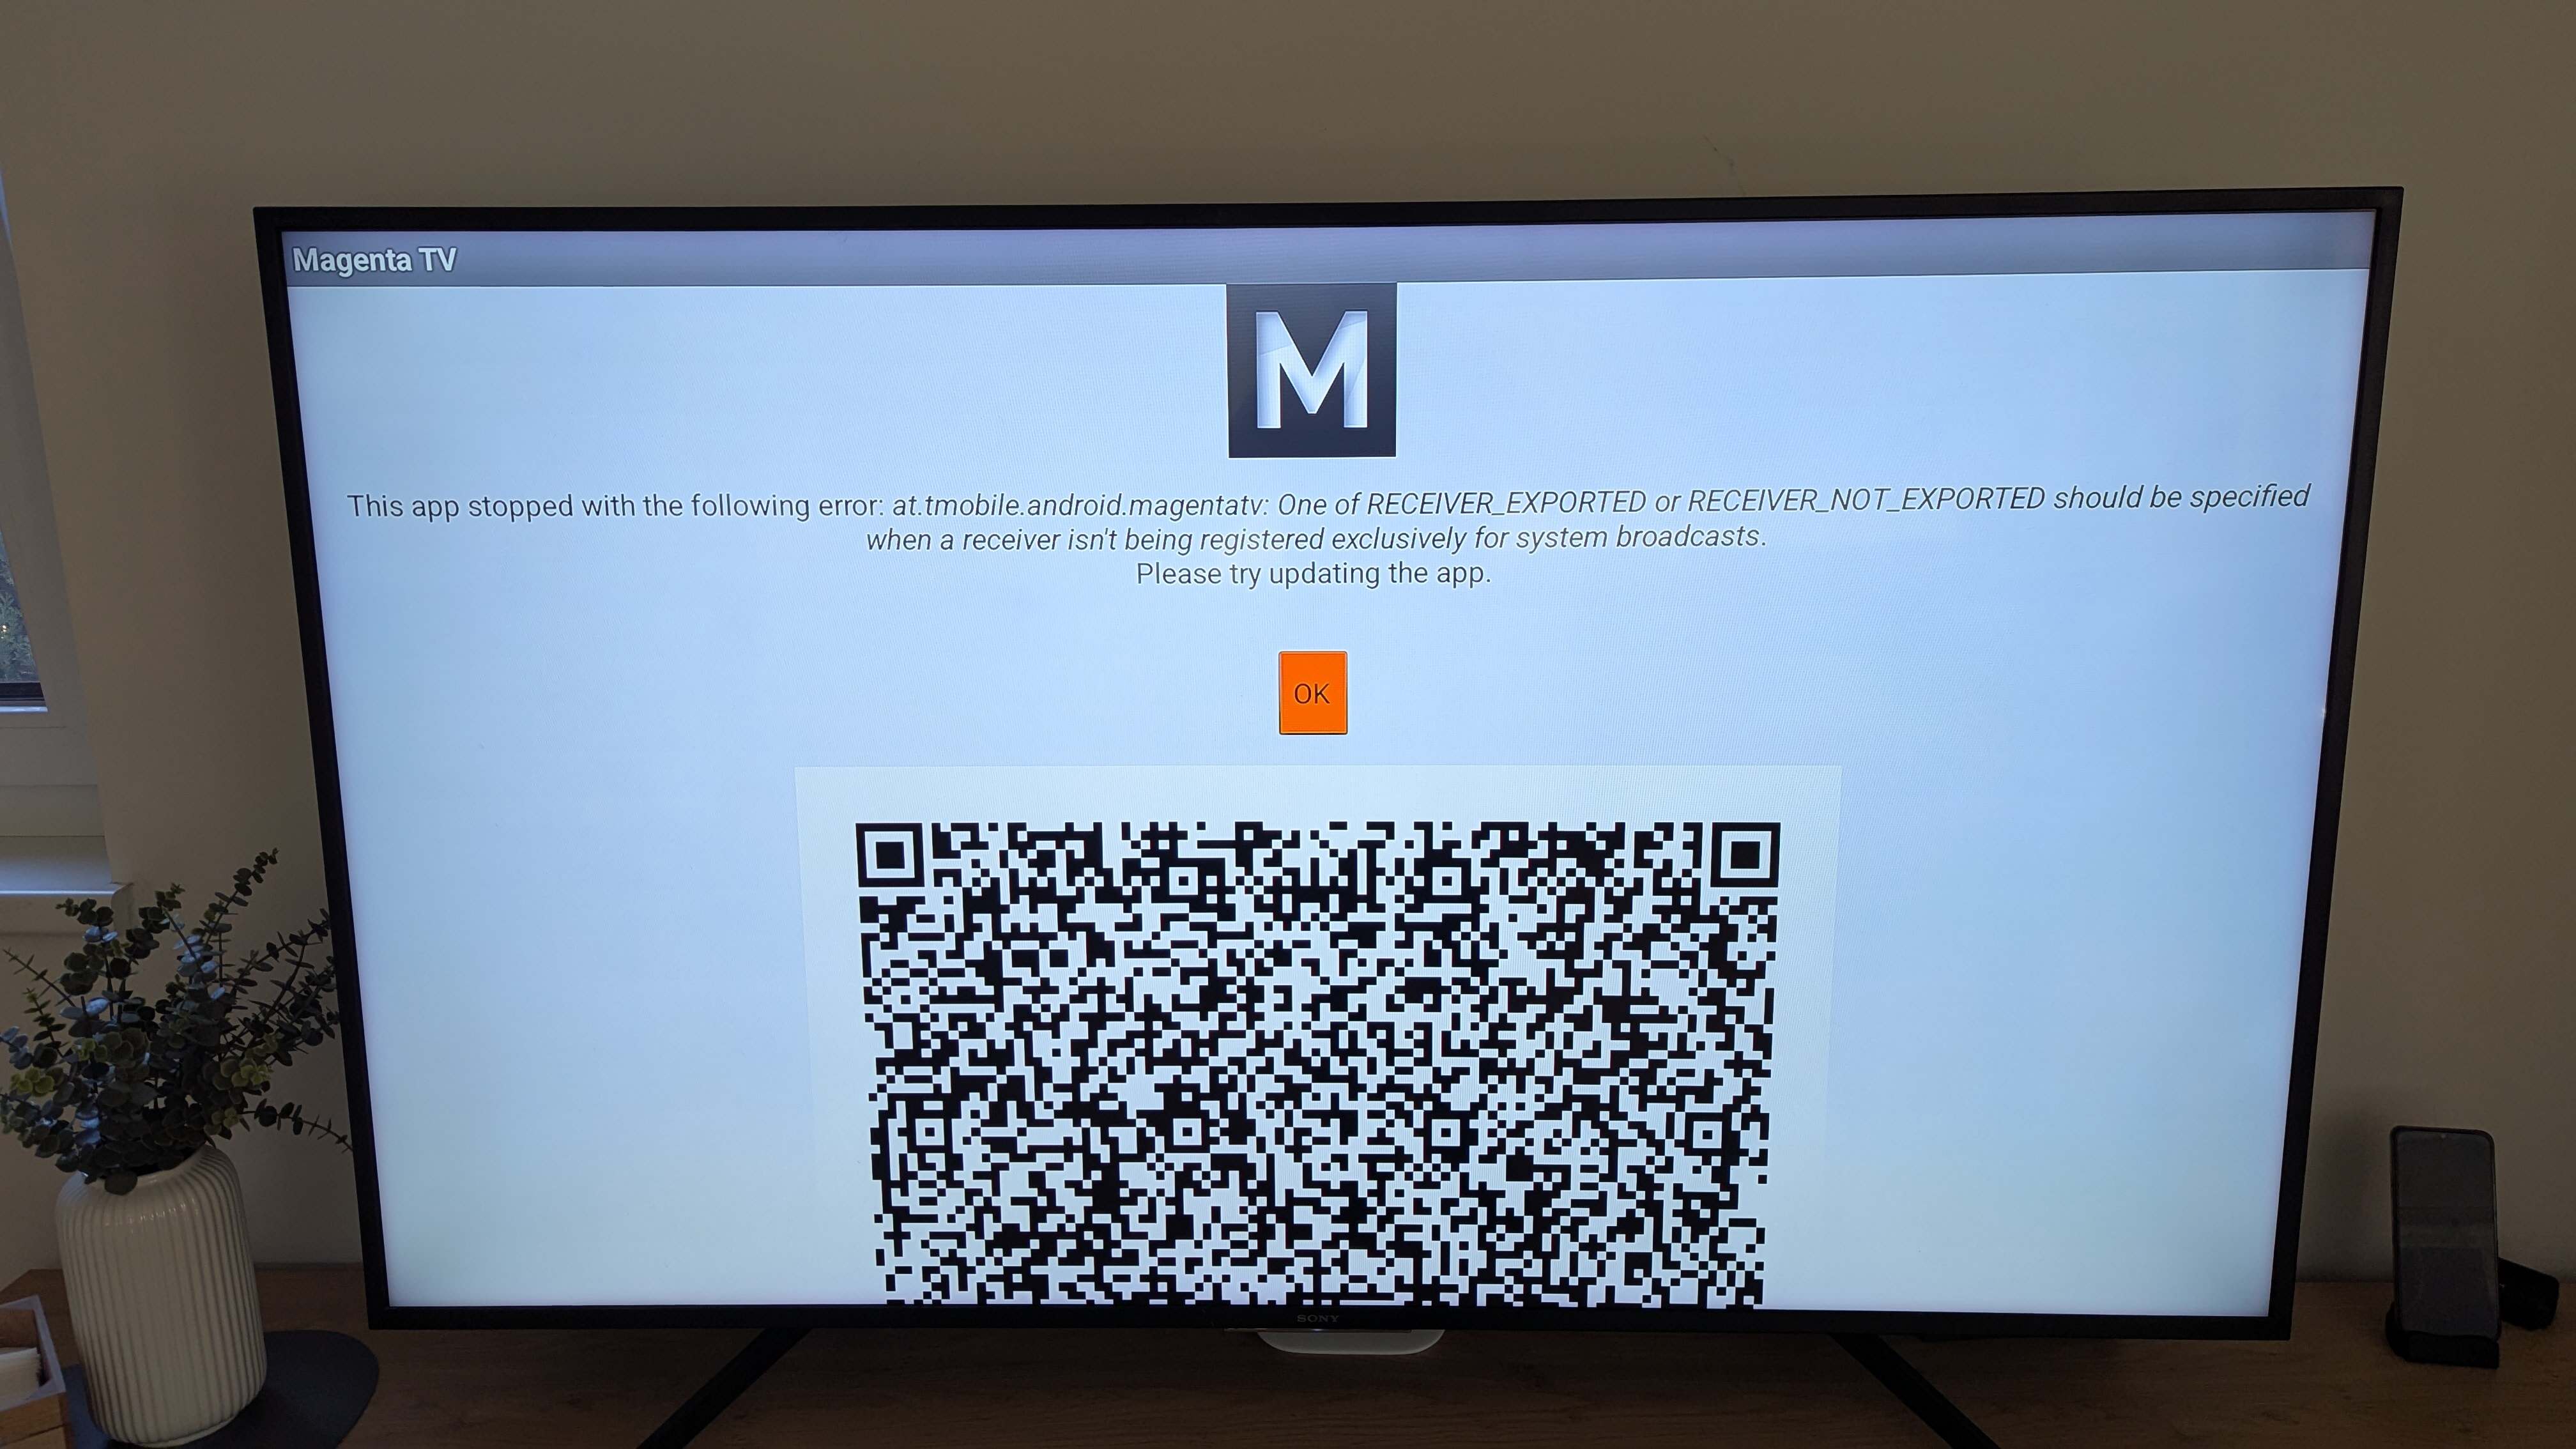 Magenta TV
M
This app stopped with the following error: at.tmobile.android.magentatv: One of RECEIVER_EXPORTED or RECEIVER_NOT_EXPORTED should be specified
when a receiver isn't being registered exclusively for system broadcasts.
Please try updating the app.
OK
SONY